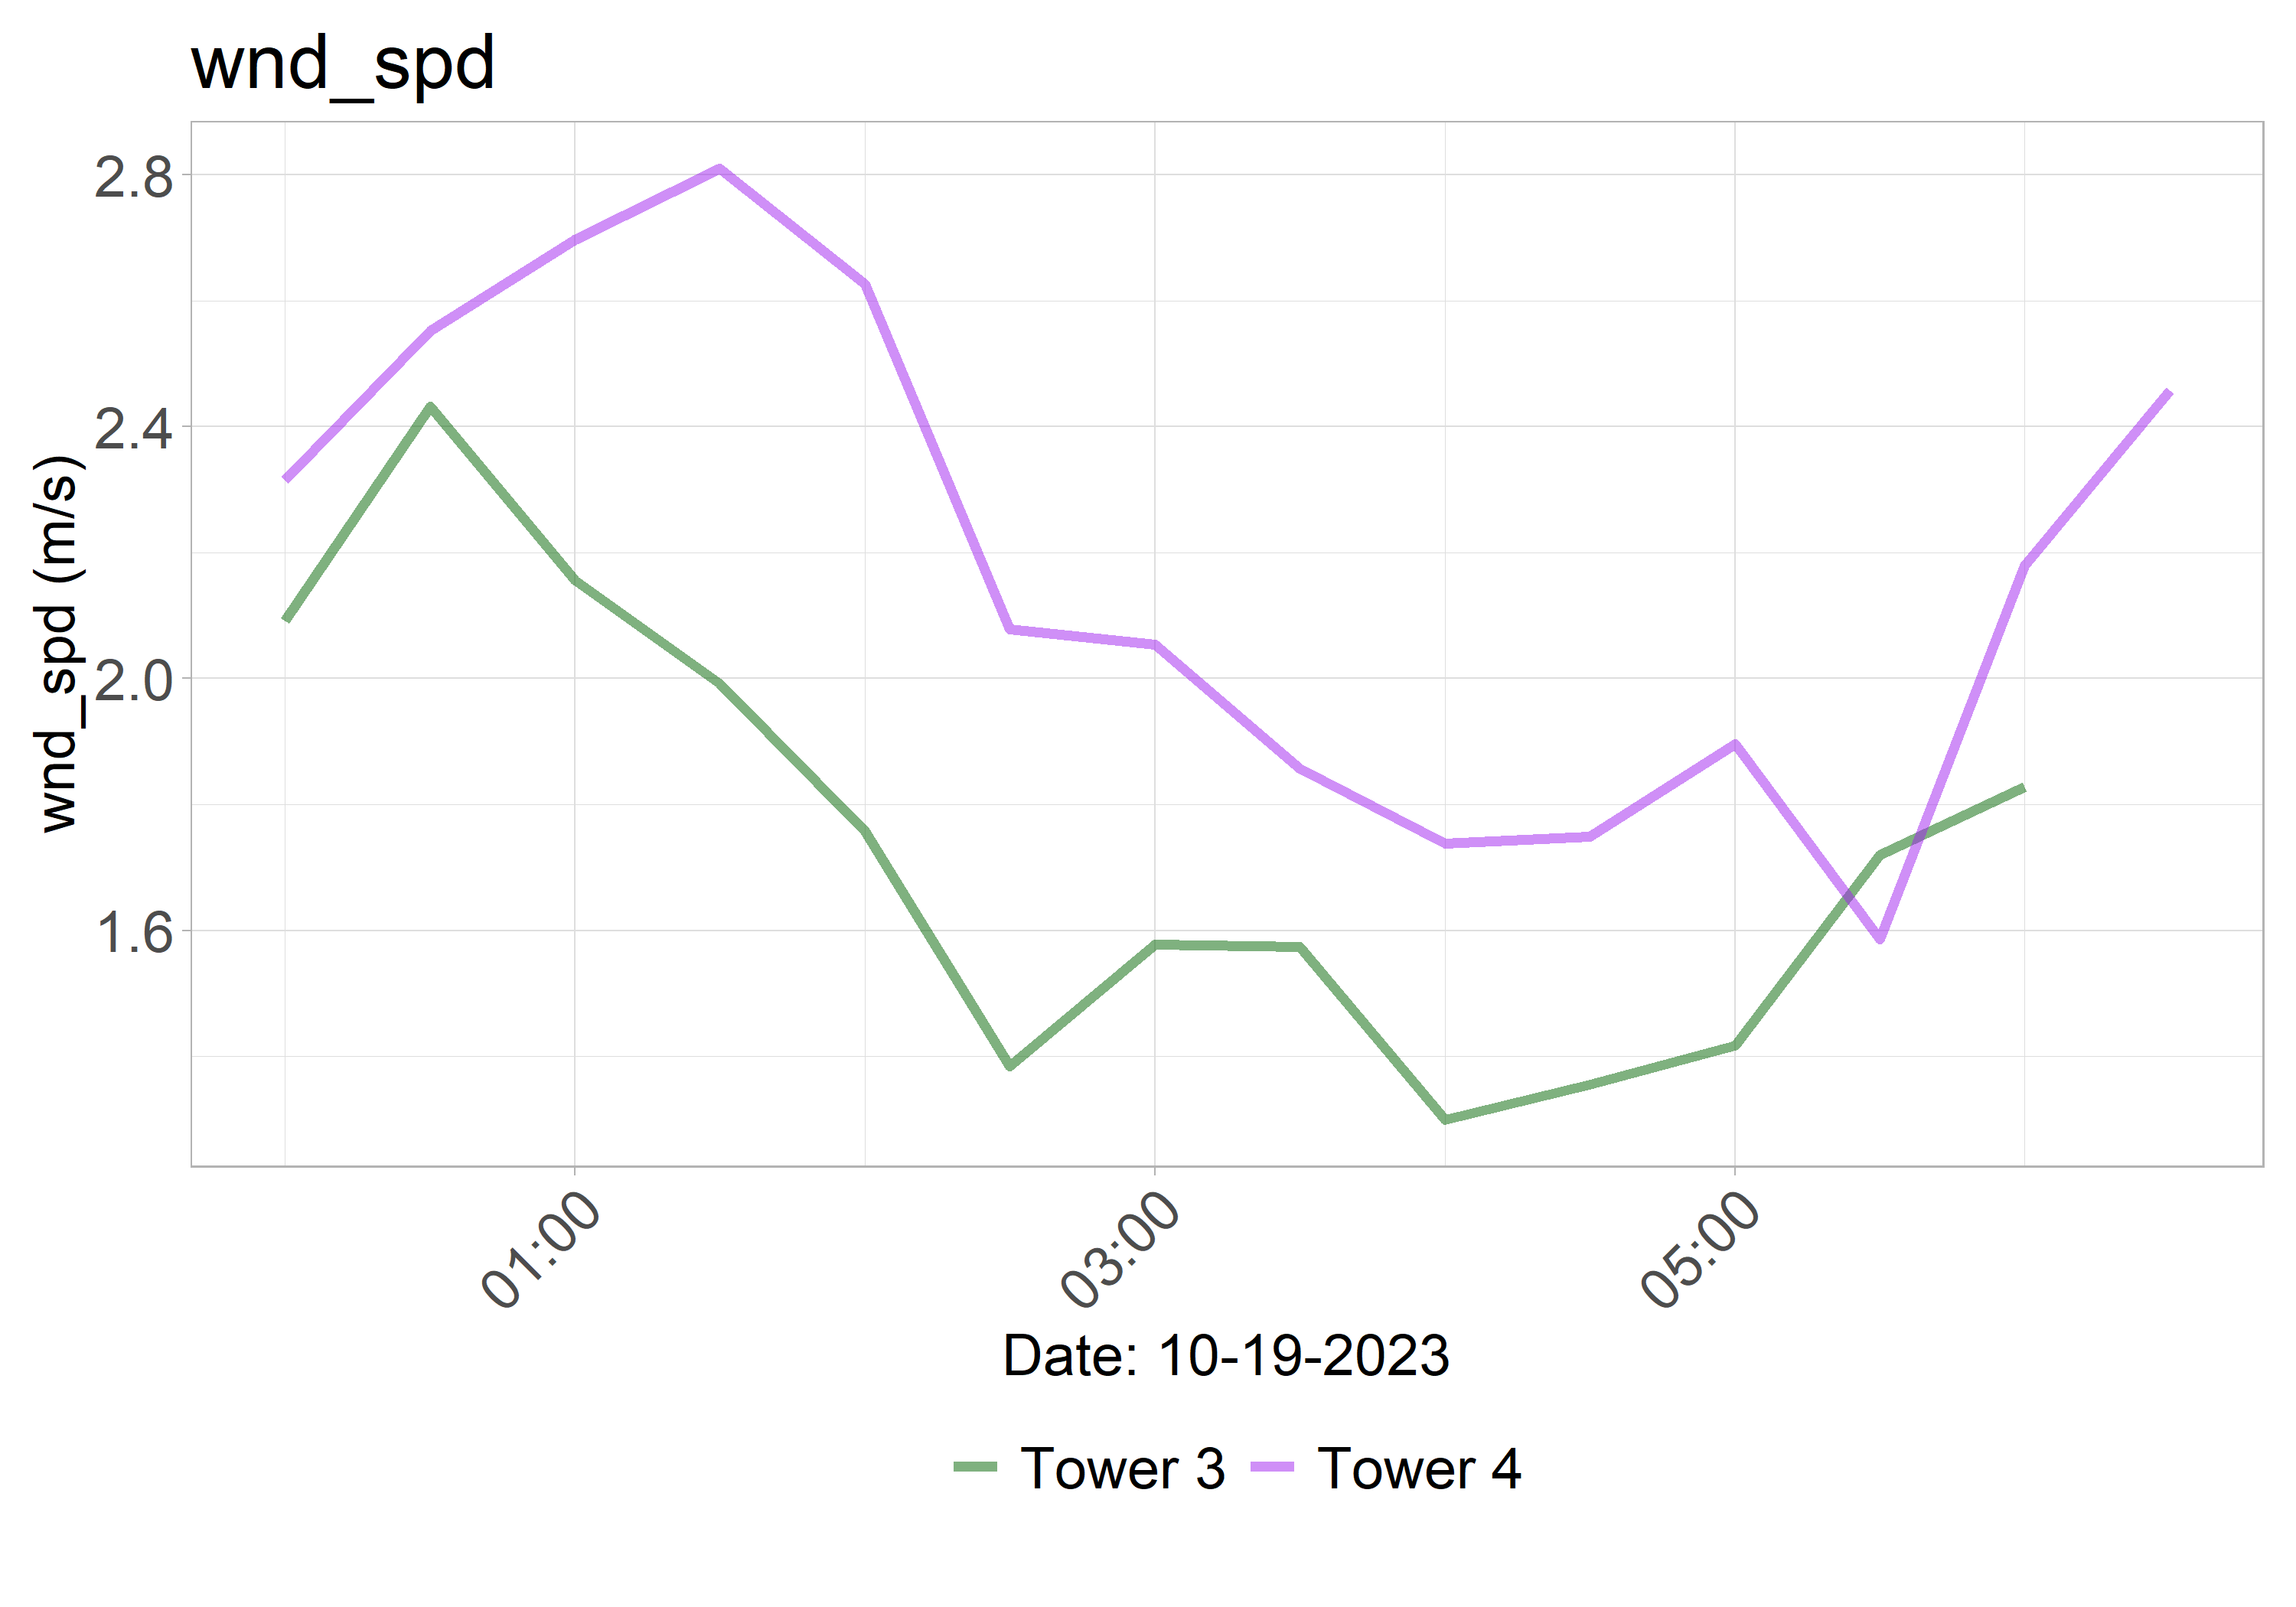 wnd_spd
wnd_spd (m/s)
2.8
2.4
2.0
1.6
01:00
03:00
05:00
Date: 10-19-2023
Tower 3
Tower 4